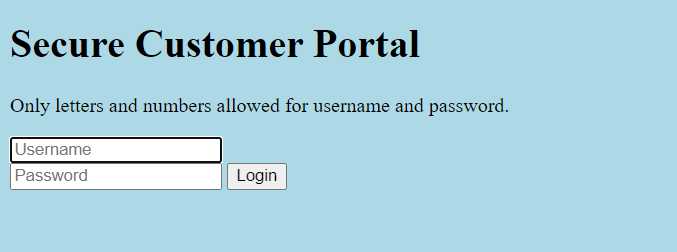 Secure Customer Portal
Only letters and numbers allowed for username and password.
Username
Password Login